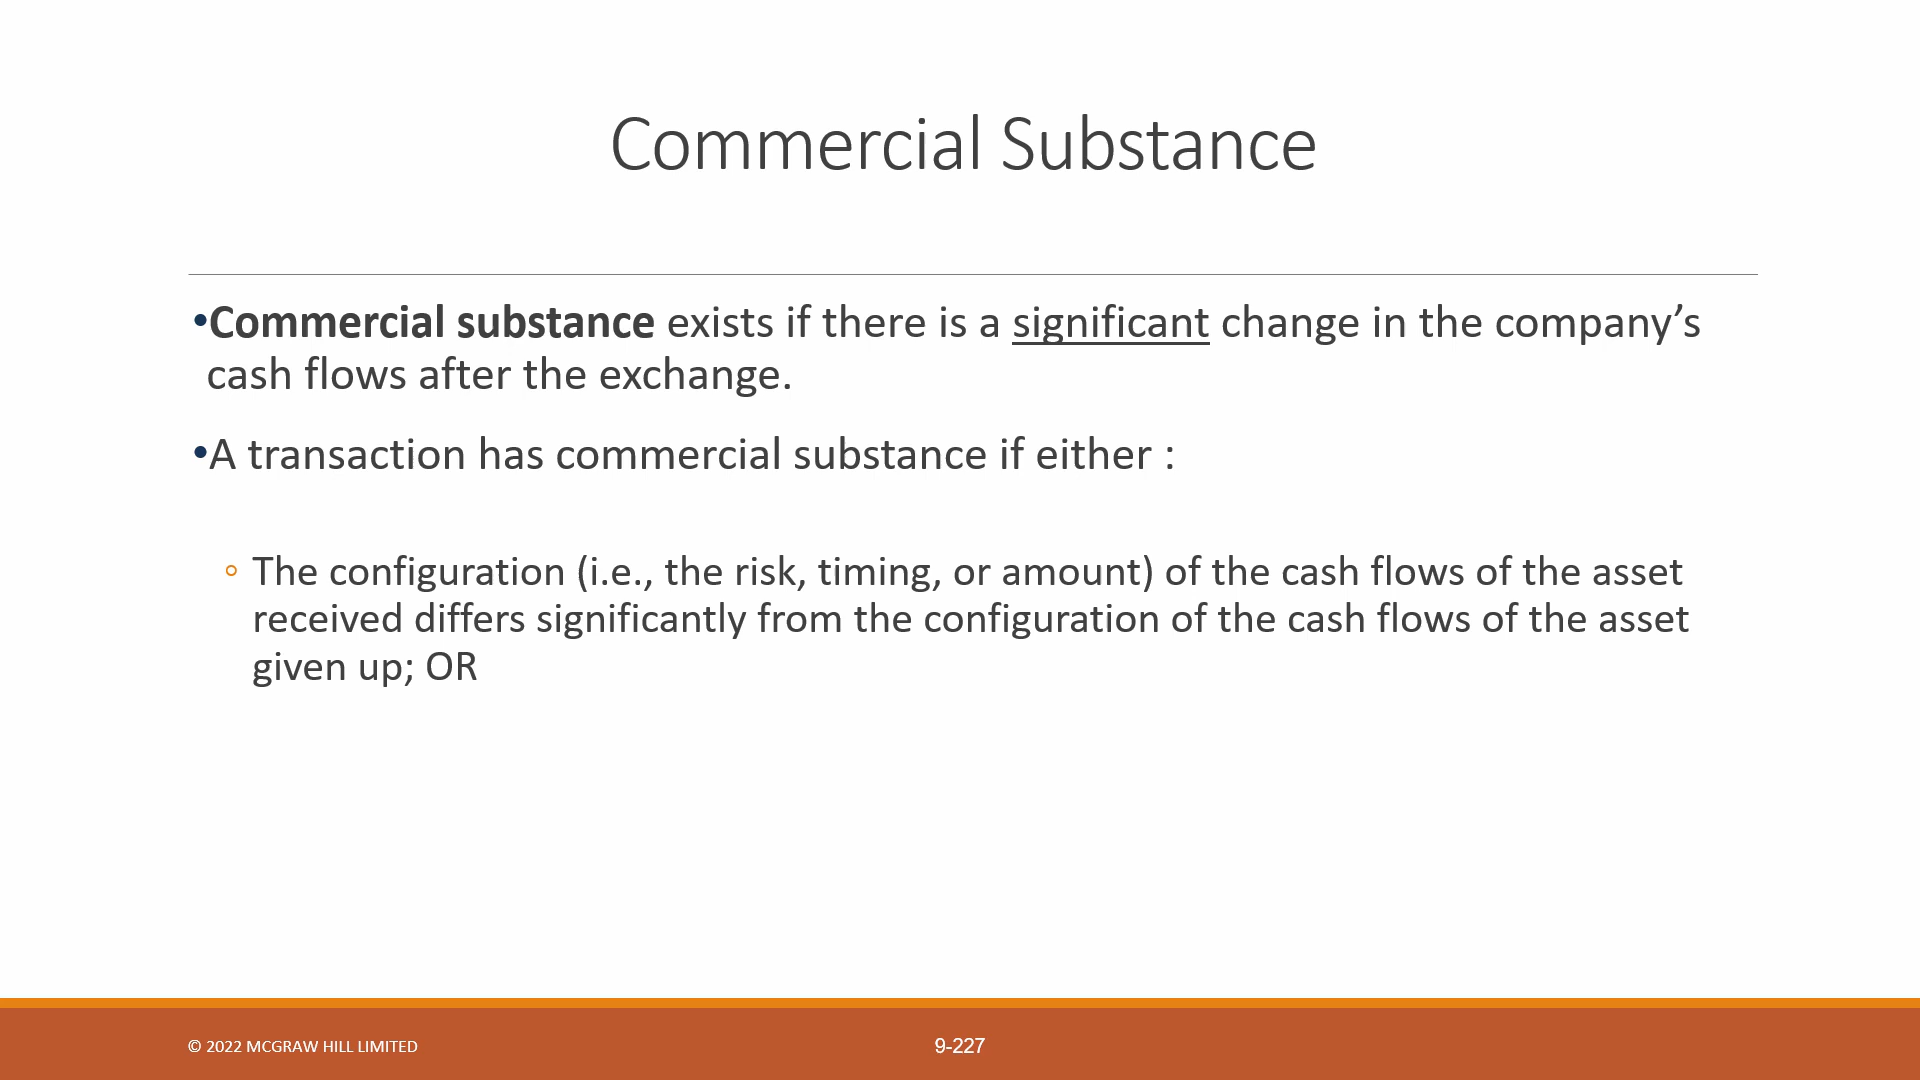 Commercial Substance
•Commercial substance exists if there is a significant change in the company’s
cash flows after the exchange.
•A transaction has commercial substance if either :
◦ The configuration (i.e., the risk, timing, or amount) of the cash flows of the asset
received differs significantly from the configuration of the cash flows of the asset
given up; OR
© 2022 MCGRAW HILL LIMITED
9-227